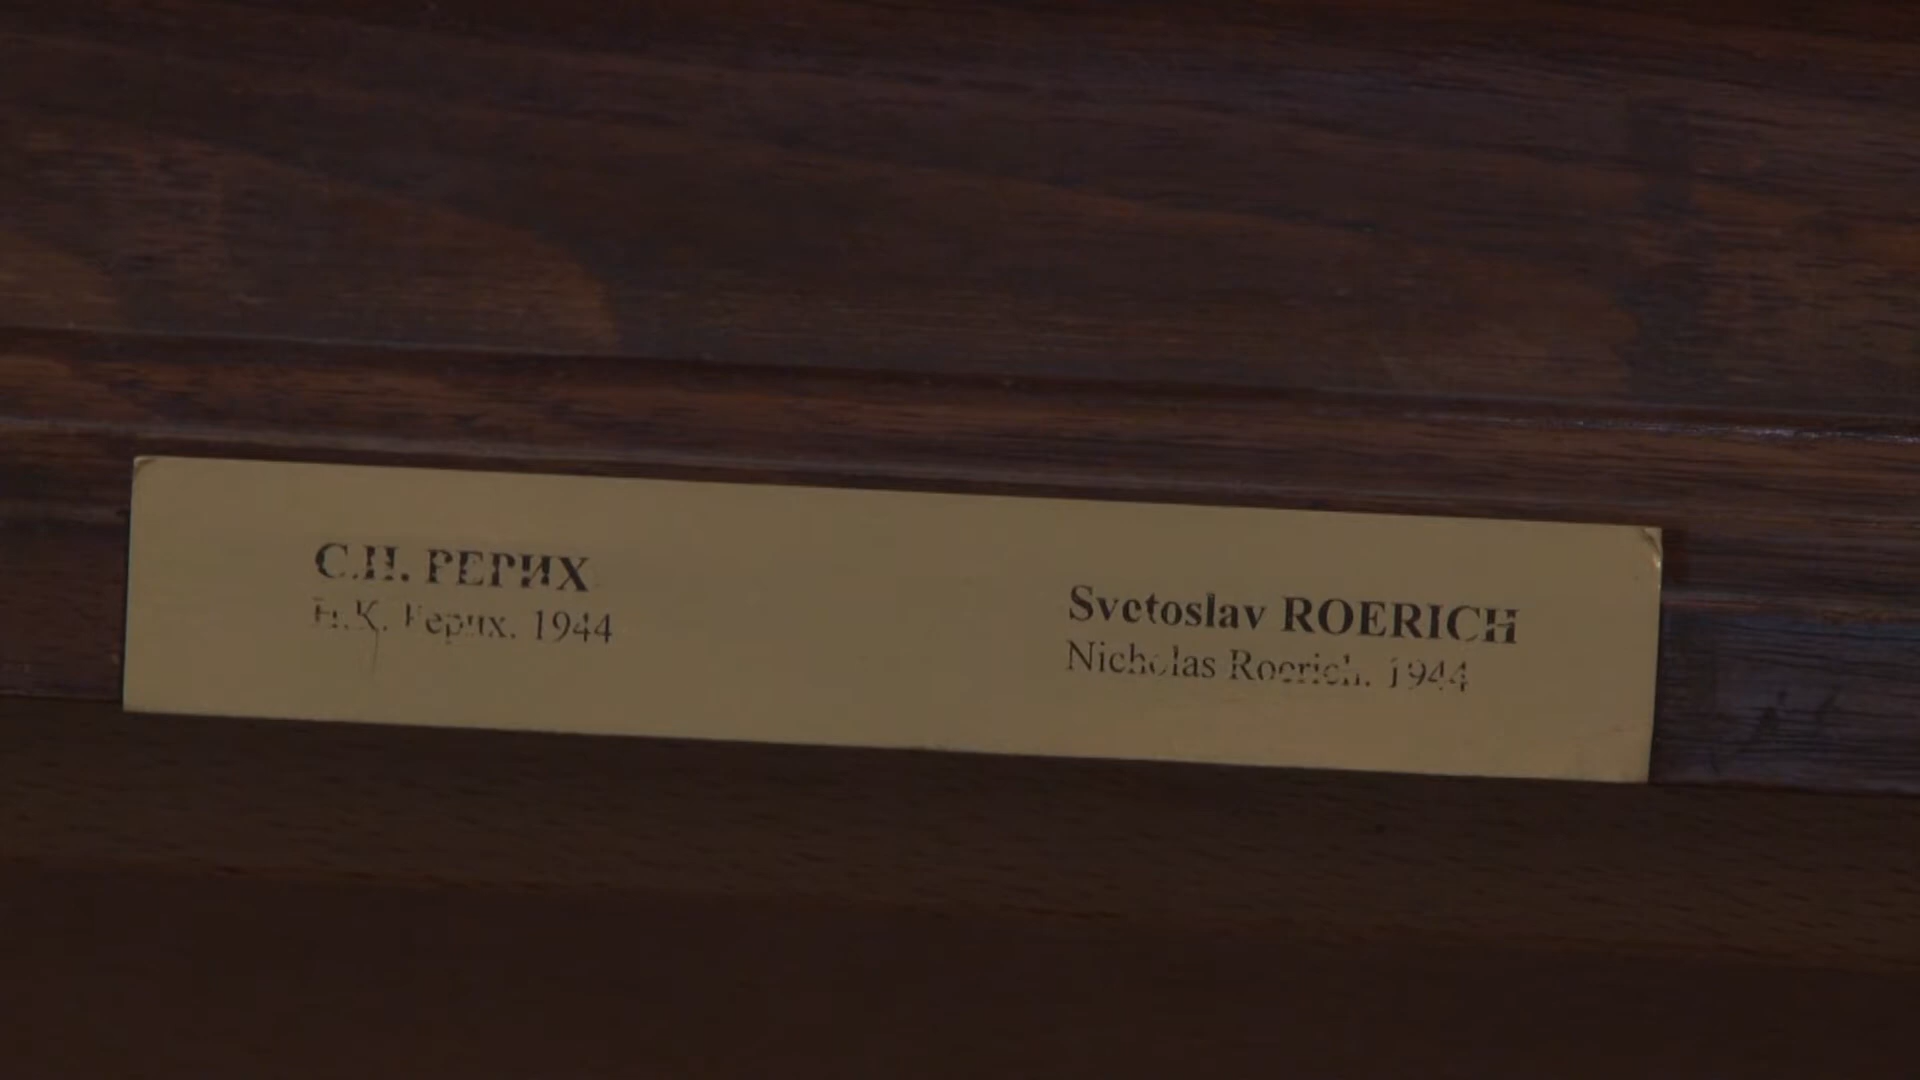 С.Н. РЕРИХ
Н.К. Рерих. 1944
Svetoslav ROERICH
Nicholas Roerich. 1944